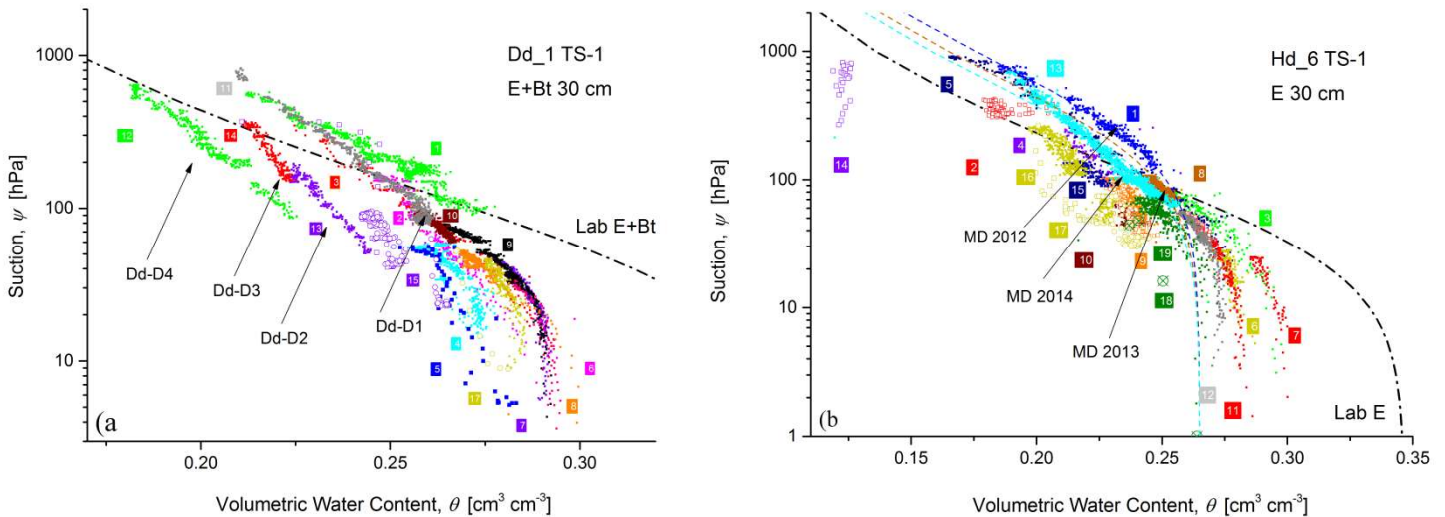 1000
100
10
Suction, ψ [hPa]
Dd_1 TS-1
E+Bt 30 cm
11
12
14
1
3
2
10
13
9
15
Lab E+Bt
Dd-D4
Dd-D3
Dd-D2
Dd-D1
4
5
6
17
8
7
(a
0.20 0.25 0.30
Volumetric Water Content, θ [cm³ cm⁻³]
1000
100
10
1
Suction, ψ [hPa]
Hd_6 TS-1
E 30 cm
13
5
1
4
14
2
16
8
15
3
17
10
9
19
18
MD 2012
MD 2014
MD 2013
6
7
12
11
Lab E
(b
0.15 0.20 0.25 0.30 0.35
Volumetric Water Content, θ [cm³ cm⁻³]